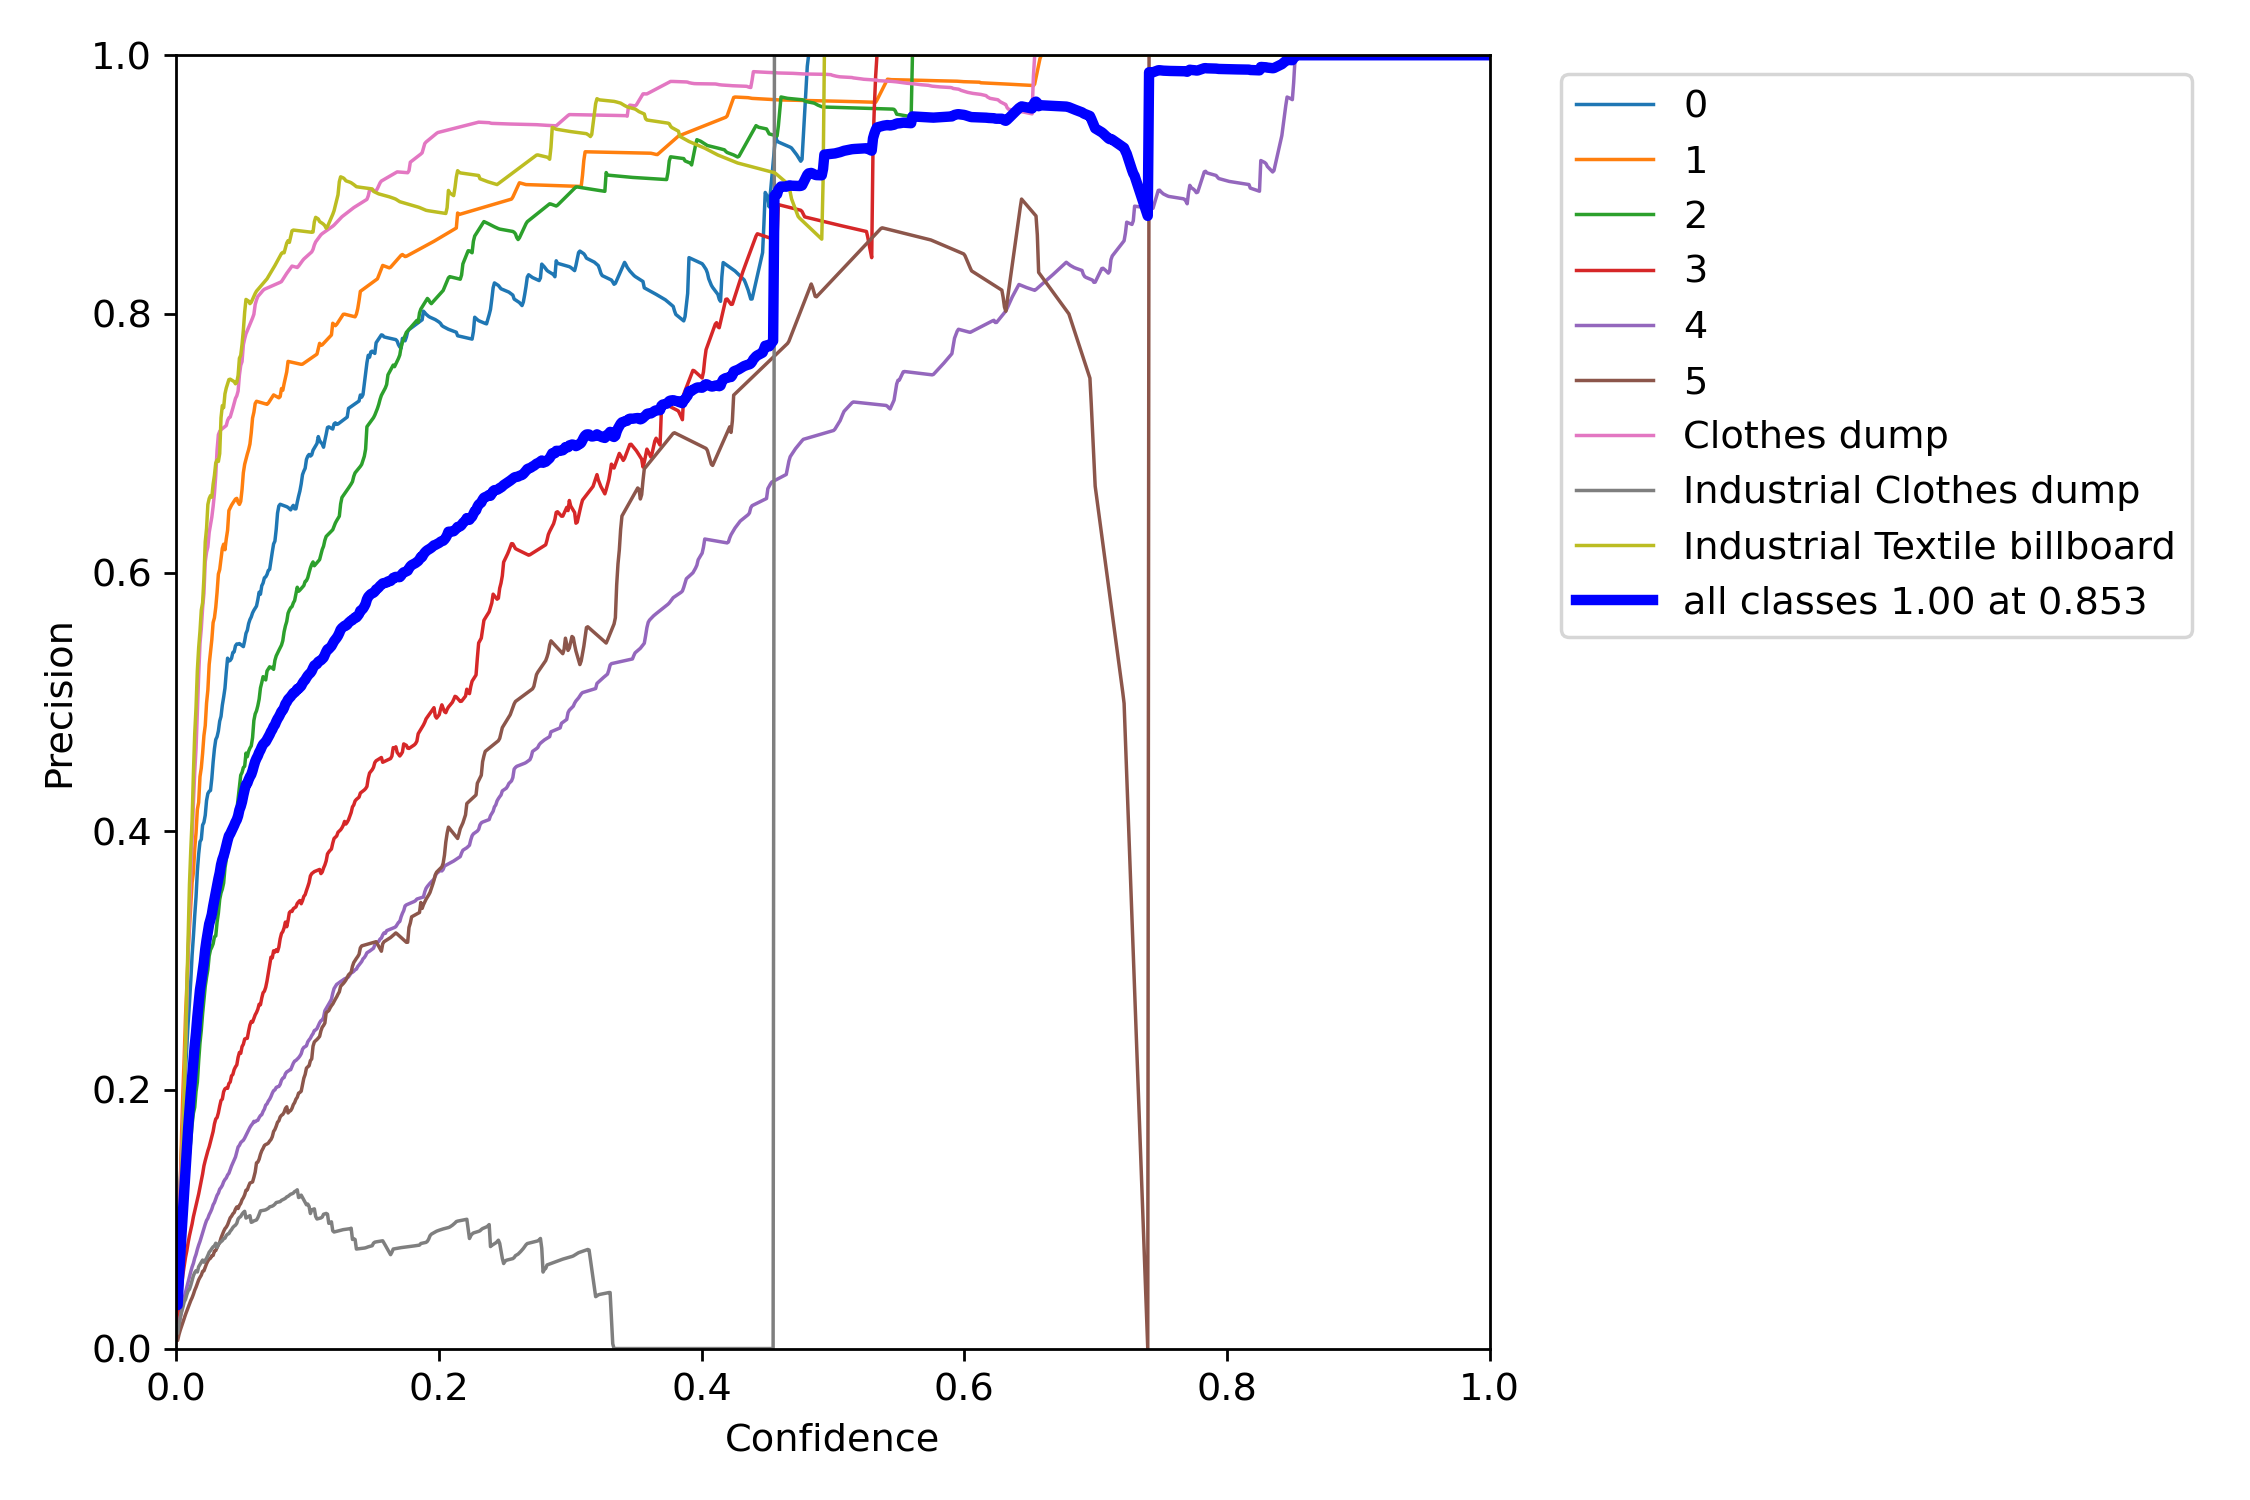 1.0
0.8
0.6
0.4
0.2
0.0
Precision
0.0 0.2 0.4 0.6 0.8 1.0
Confidence
0
1
2
3
4
5
Clothes dump
Industrial Clothes dump
Industrial Textile billboard
all classes 1.00 at 0.853